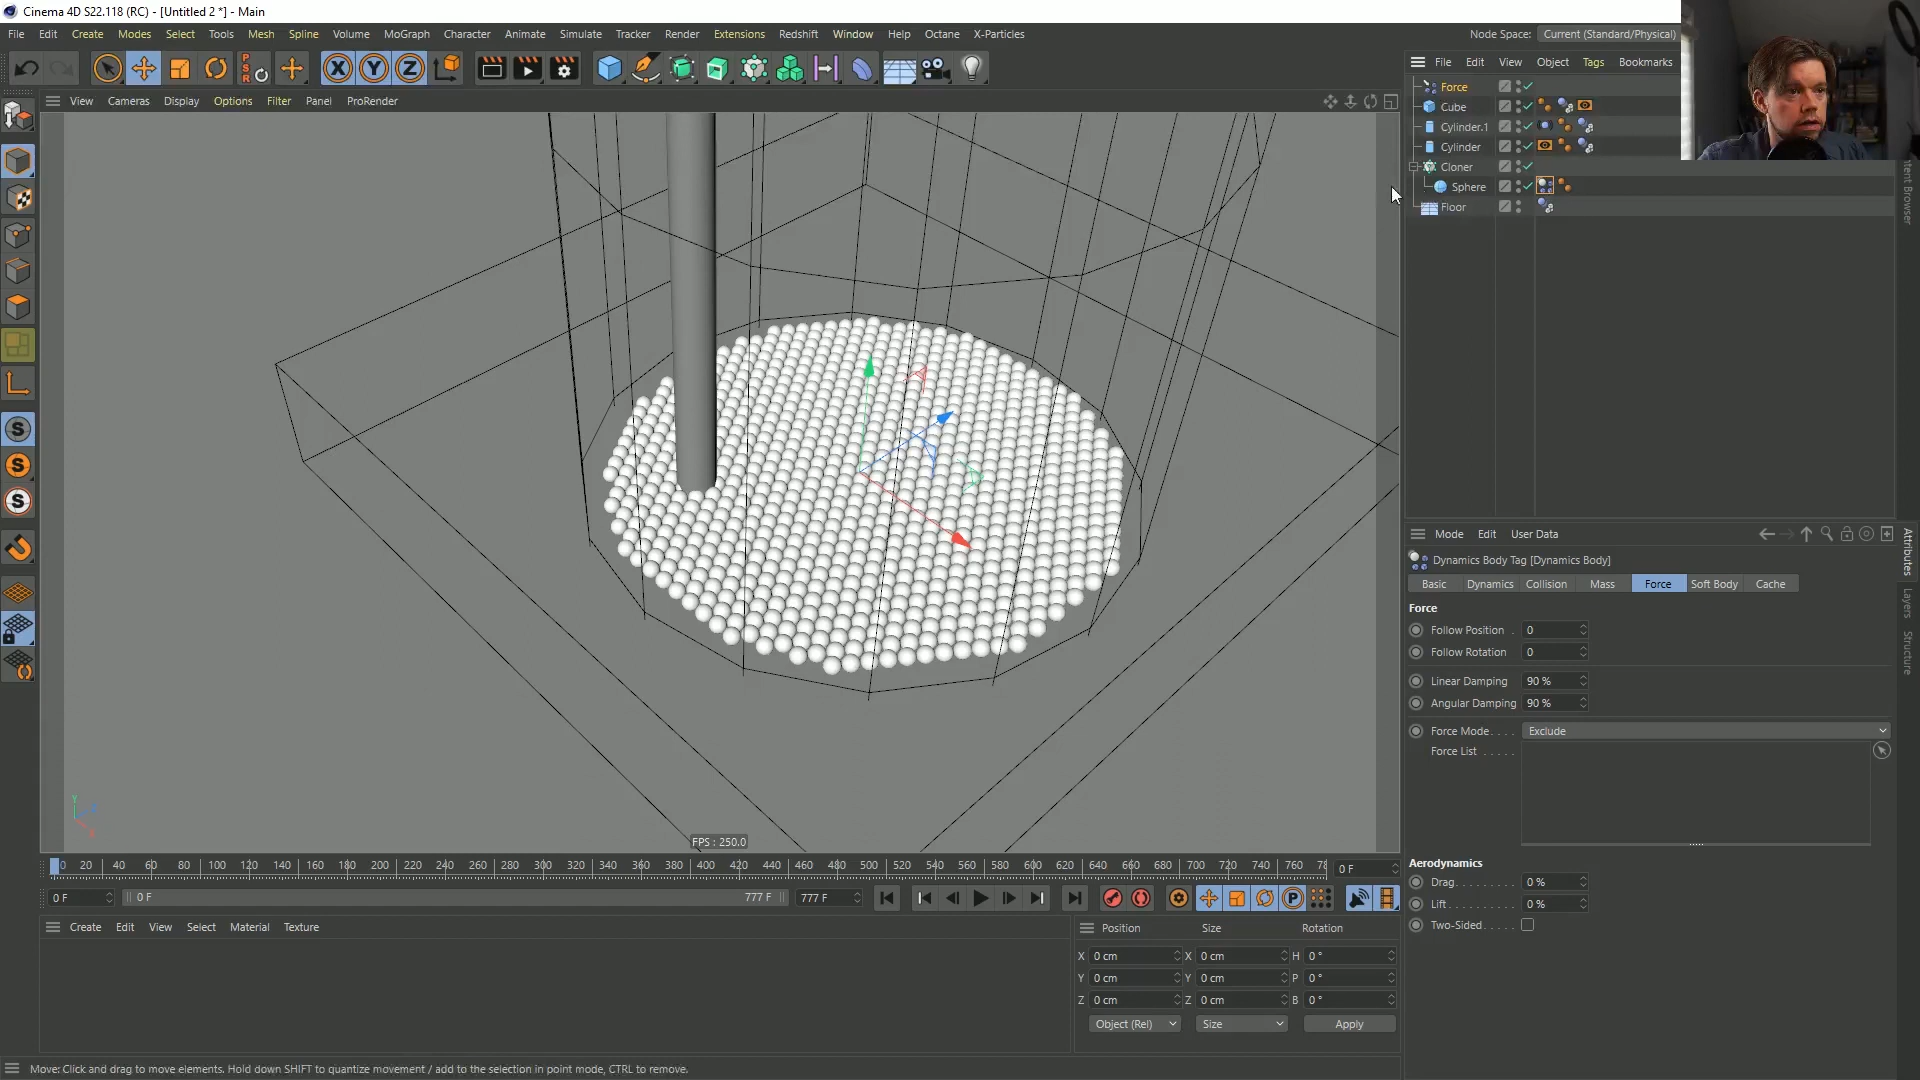 Cinema 4D S22.118 (RC) - [Untitled 2 *] - Main
File Edit Create Modes Select Tools Mesh Spline Volume MoGraph Character Animate Simulate Tracker Render Extensions Redshift Window Help Octane X-Particles
Node Space: Current (Standard/Physical)
P S R X Y Z
File Edit View Object Tags Bookmarks
View Cameras Display Options Filter Panel ProRender
Force
Cube
Cylinder.1
Cylinder
Cloner
Sphere
Floor
S
S
S
Mode Edit User Data
Dynamics Body Tag [Dynamics Body]
Basic Dynamics Collision Mass Force Soft Body Cache
Force
Follow Position . 0
Follow Rotation 0
Linear Damping 90 %
Angular Damping 90 %
Force Mode. . . . Exclude
Force List . . . . .
Aerodynamics
Drag. . . . . . . . . 0 %
Lift. . . . . . . . . . 0 %
Two-Sided. . . . .
Attributes
Layers
Structure
Y
FPS : 250.0
0 20 40 60 80 100 120 140 160 180 200 220 240 260 280 300 320 340 360 380 400 420 440 460 480 500 520 540 560 580 600 620 640 660 680 700 720 740 760 78 0 F
0 F 0 F 777 F 777 F P
Create Edit View Select Material Texture
Position Size Rotation
X 0 cm X 0 cm H 0 °
Y 0 cm Y 0 cm P 0 °
Z 0 cm Z 0 cm B 0 °
Object (Rel) Size Apply
Move: Click and drag to move elements. Hold down SHIFT to quantize movement / add to the selection in point mode, CTRL to remove.